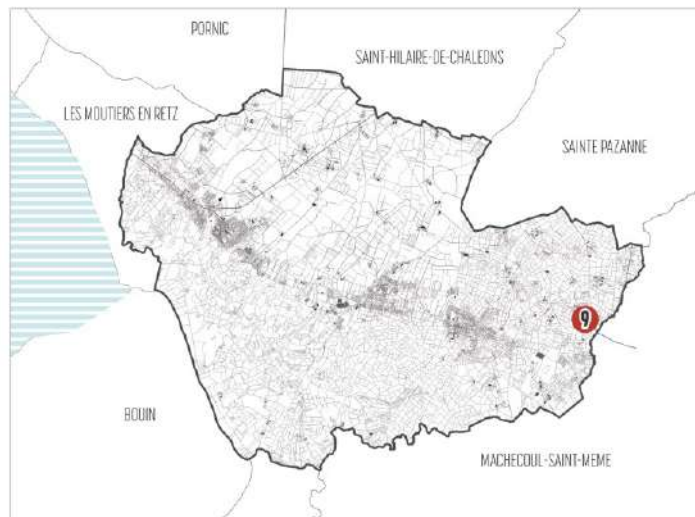 PORNIC
SAINT-HILAIRE-DE-CHALEONS
LES MOUTIERS EN RETZ
SAINTE PAZANNE
9
BOUIN
MACHECOUL-SAINT-MEME